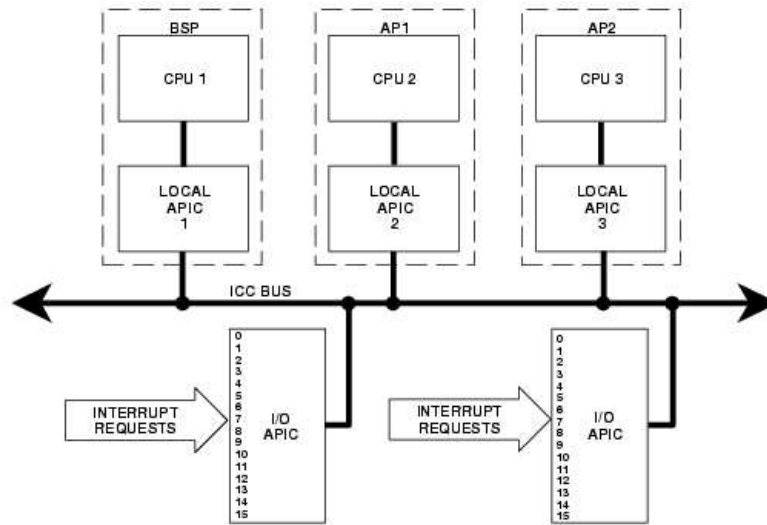 BSP
AP1
AP2
CPU 1
CPU 2
CPU 3
LOCAL
APIC
1
LOCAL
APIC
2
LOCAL
APIC
3
ICC BUS
INTERRUPT
REQUESTS
0
1
2
3
4
5
6
7
8
9
10
11
12
13
14
15
I/O
APIC
INTERRUPT
REQUESTS
0
1
2
3
4
5
6
7
8
9
10
11
12
13
14
15
I/O
APIC